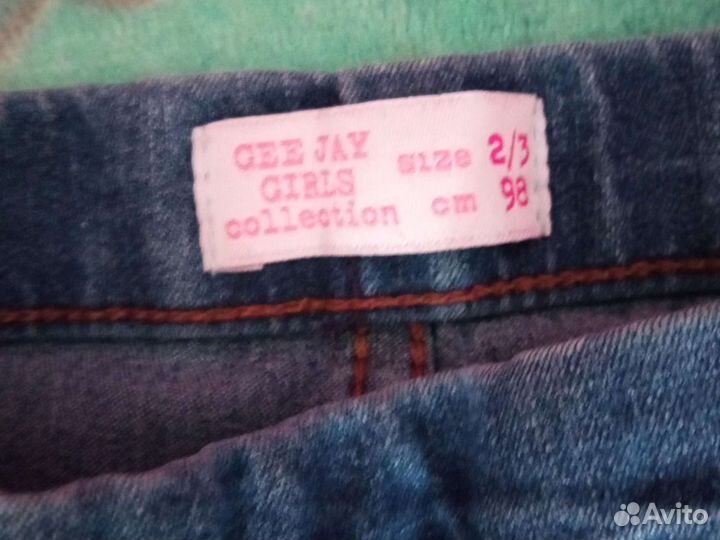 GEE JAY
GIRLS
collection
size 2/3
cm 98
Avito